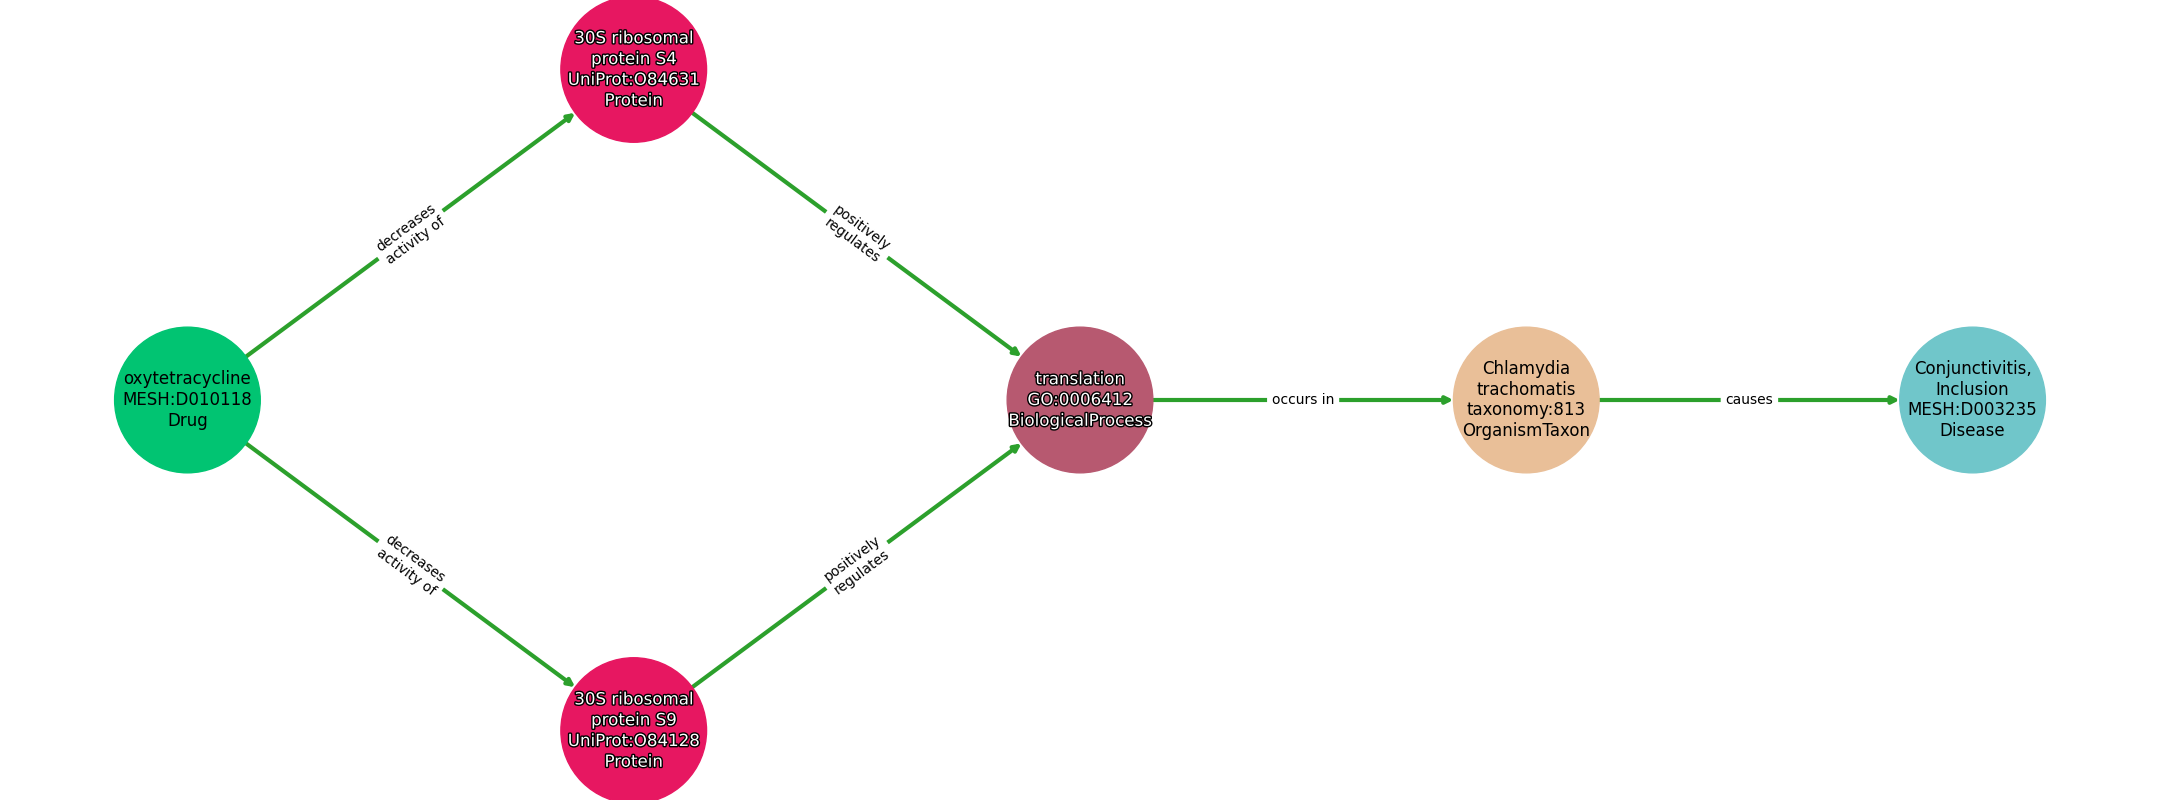 30S ribosomal
protein S4
UniProt:O84631
Protein
decreases
activity of
positively
regulates
oxytetracycline
MESH:D010118
Drug
translation
GO:0006412
BiologicalProcess
occurs in
Chlamydia
trachomatis
taxonomy:813
OrganismTaxon
causes
Conjunctivitis,
Inclusion
MESH:D003235
Disease
decreases
activity of
positively
regulates
30S ribosomal
protein S9
UniProt:O84128
Protein